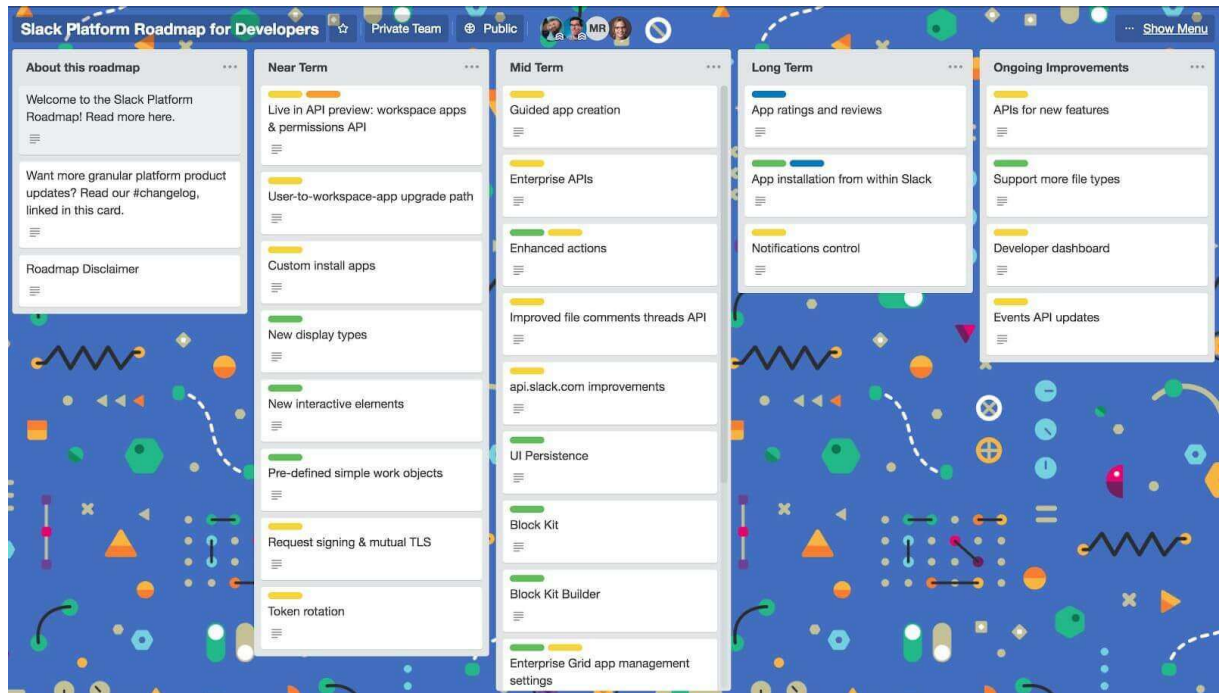 Slack Platform Roadmap for Developers
Private Team
Public
MR
... Show Menu
About this roadmap
Welcome to the Slack Platform
Roadmap! Read more here.
Want more granular platform product
updates? Read our #changelog,
linked in this card.
Roadmap Disclaimer
Near Term
Live in API preview: workspace apps
& permissions API
User-to-workspace-app upgrade path
Custom install apps
New display types
New interactive elements
Pre-defined simple work objects
Request signing & mutual TLS
Token rotation
Mid Term
Guided app creation
Enterprise APIs
Enhanced actions
Improved file comments threads API
api.slack.com improvements
UI Persistence
Block Kit
Block Kit Builder
Enterprise Grid app management
settings
Long Term
App ratings and reviews
App installation from within Slack
Notifications control
Ongoing Improvements
APIs for new features
Support more file types
Developer dashboard
Events API updates